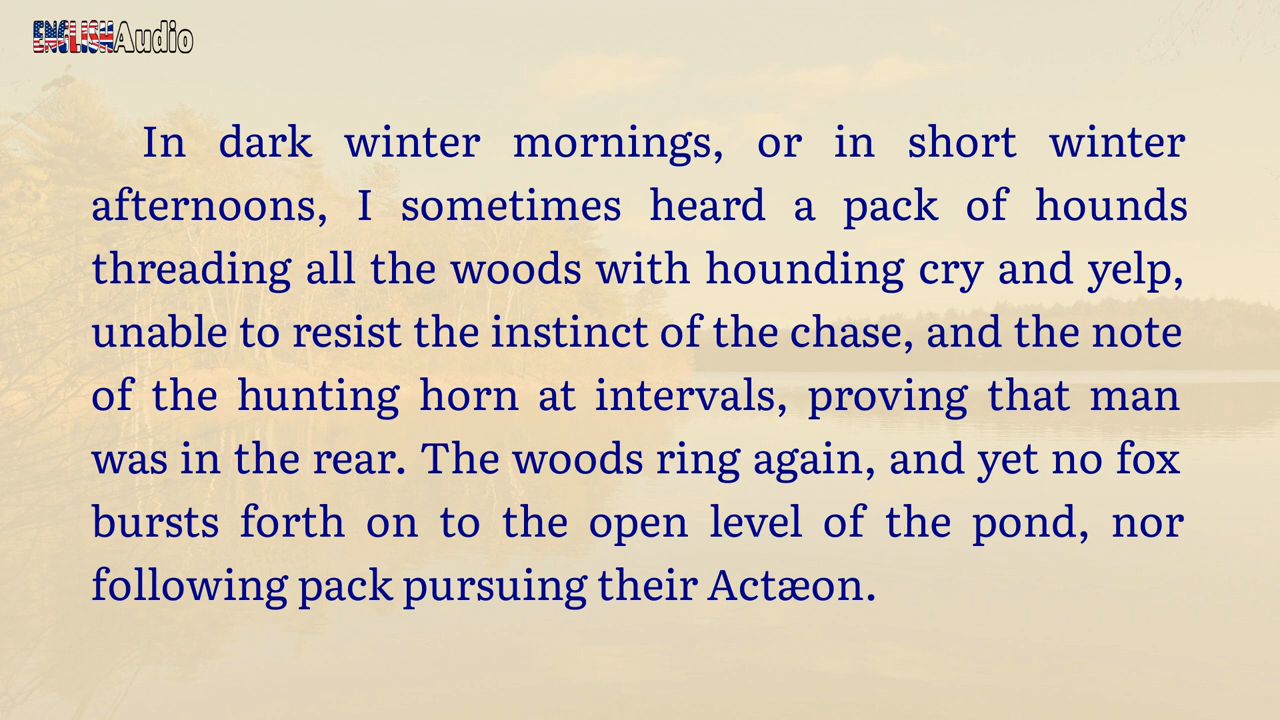 ENGLISHAudio
In dark winter mornings, or in short winter
afternoons, I sometimes heard a pack of hounds
threading all the woods with hounding cry and yelp,
unable to resist the instinct of the chase, and the note
of the hunting horn at intervals, proving that man
was in the rear. The woods ring again, and yet no fox
bursts forth on to the open level of the pond, nor
following pack pursuing their Actæon.